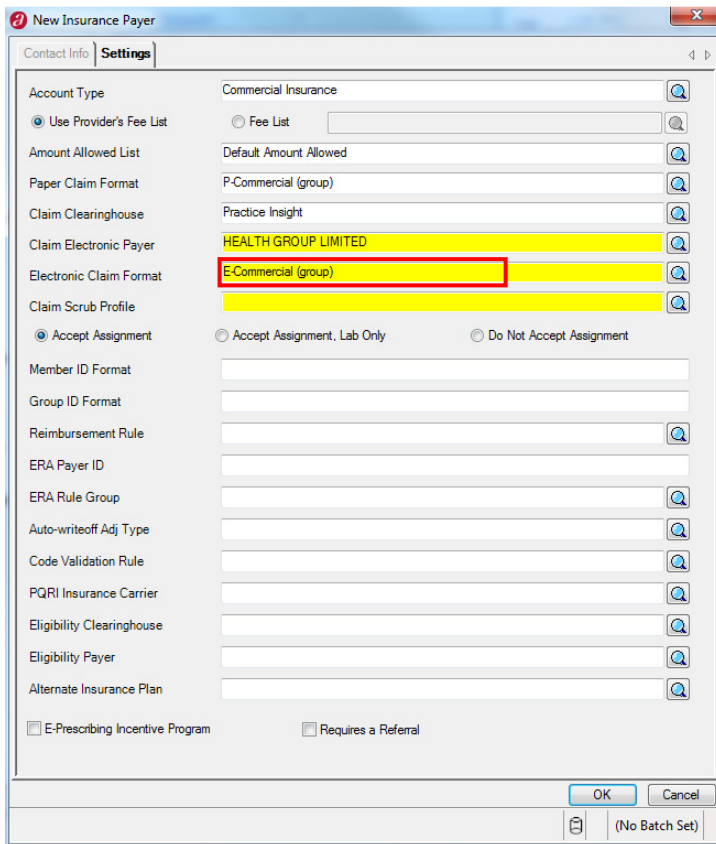 New Insurance Payer
Contact Info Settings
Account Type Commercial Insurance
Use Provider's Fee List Fee List
Amount Allowed List Default Amount Allowed
Paper Claim Format P-Commercial (group)
Claim Clearinghouse Practice Insight
Claim Electronic Payer HEALTH GROUP LIMITED
Electronic Claim Format E-Commercial (group)
Claim Scrub Profile
Accept Assignment Accept Assignment, Lab Only Do Not Accept Assignment
Member ID Format
Group ID Format
Reimbursement Rule
ERA Payer ID
ERA Rule Group
Auto-writeoff Adj Type
Code Validation Rule
PQRI Insurance Carrier
Eligibility Clearinghouse
Eligibility Payer
Alternate Insurance Plan
E-Prescribing Incentive Program Requires a Referral
OK Cancel
(No Batch Set)